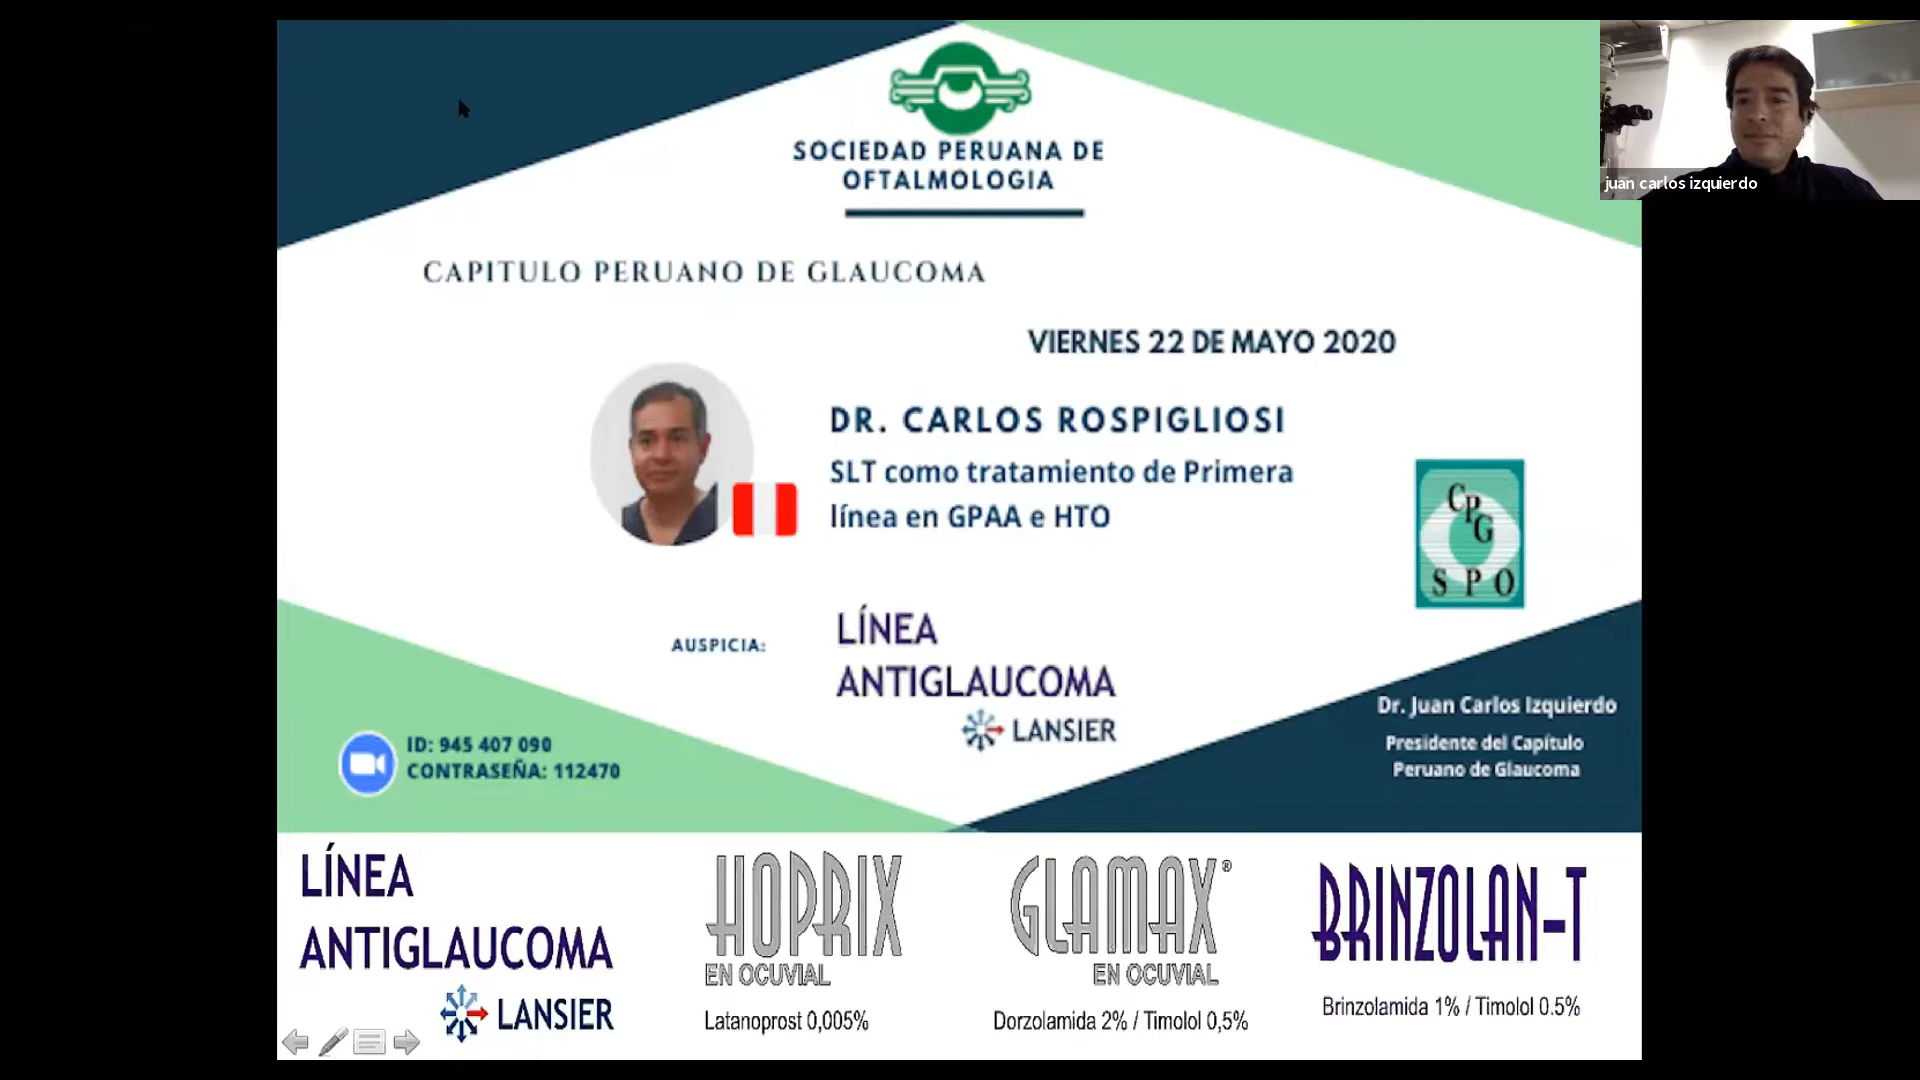 SOCIEDAD PERUANA DE
OFTALMOLOGIA
juan carlos izquierdo
CAPITULO PERUANO DE GLAUCOMA
VIERNES 22 DE MAYO 2020
DR. CARLOS ROSPIGLIOSI
SLT como tratamiento de Primera
línea en GPAA e HTO
CPG
SPO
AUSPICIA:
LÍNEA
ANTIGLAUCOMA
LANSIER
Dr. Juan Carlos Izquierdo
Presidente del Capítulo
Peruano de Glaucoma
ID: 945 407 090
CONTRASEÑA: 112470
LÍNEA
ANTIGLAUCOMA
LANSIER
HOPRIX
EN OCUVIAL
Latanoprost 0,005%
GLAMAX®
EN OCUVIAL
Dorzolamida 2% / Timolol 0,5%
BRINZOLAN-T
Brinzolamida 1% / Timolol 0.5%